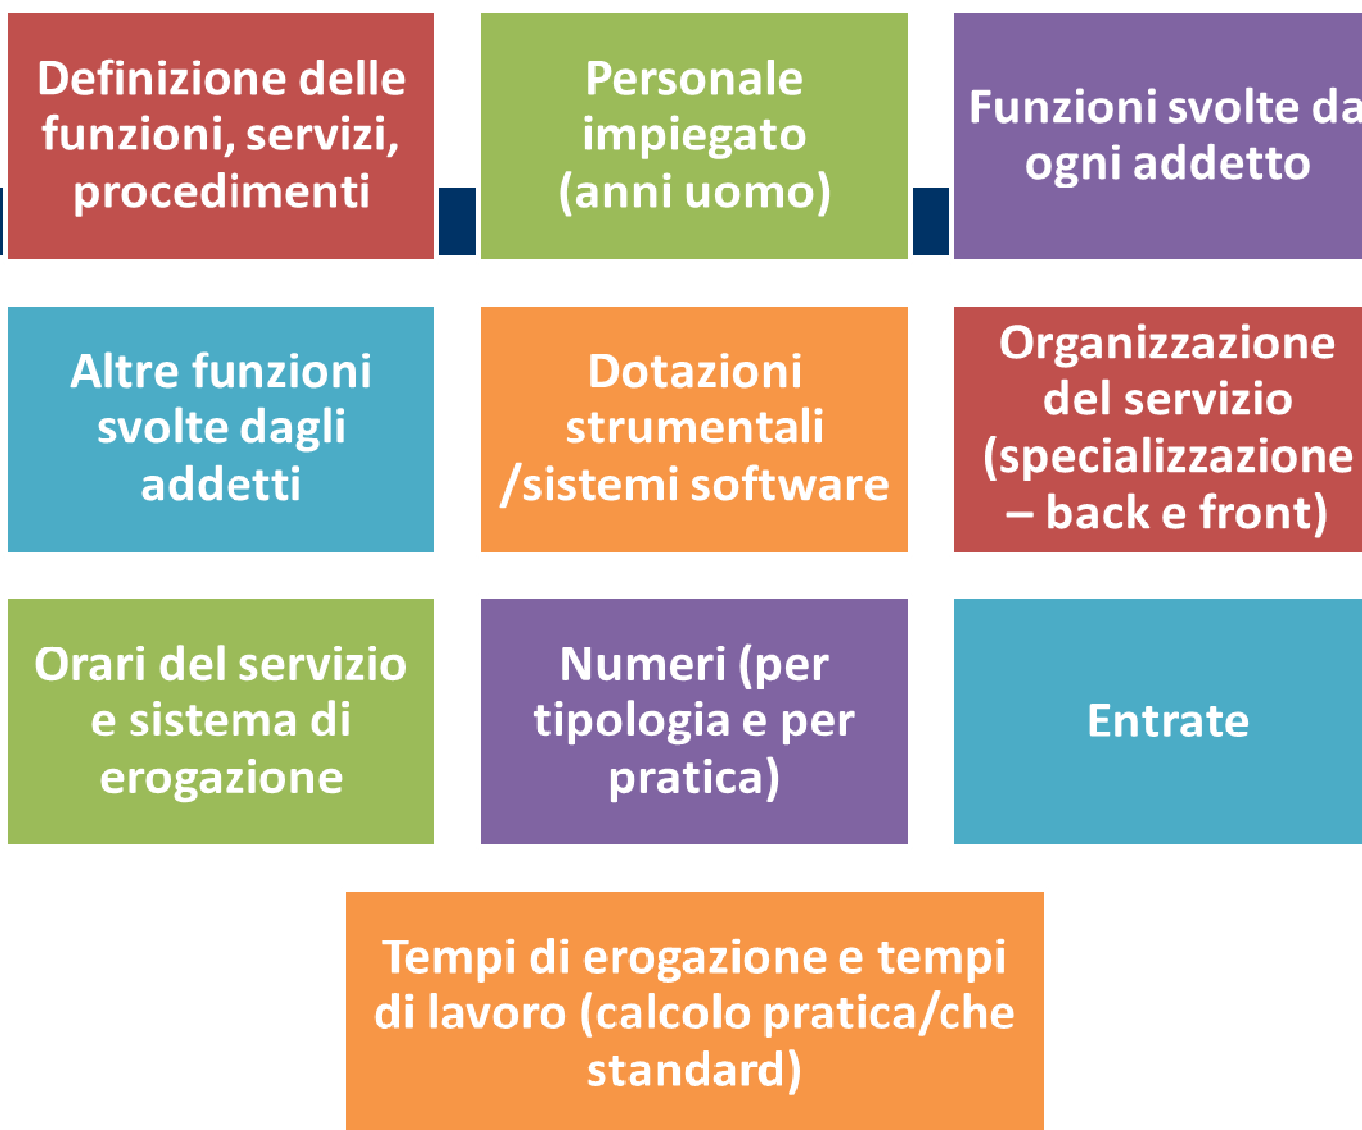 Definizione delle
funzioni, servizi,
procedimenti
Personale
impiegato
(anni uomo)
Funzioni svolte da
ogni addetto
Altre funzioni
svolte dagli
addetti
Dotazioni
strumentali
/sistemi software
Organizzazione
del servizio
(specializzazione
– back e front)
Orari del servizio
e sistema di
erogazione
Numeri (per
tipologia e per
pratica)
Entrate
Tempi di erogazione e tempi
di lavoro (calcolo pratica/che
standard)